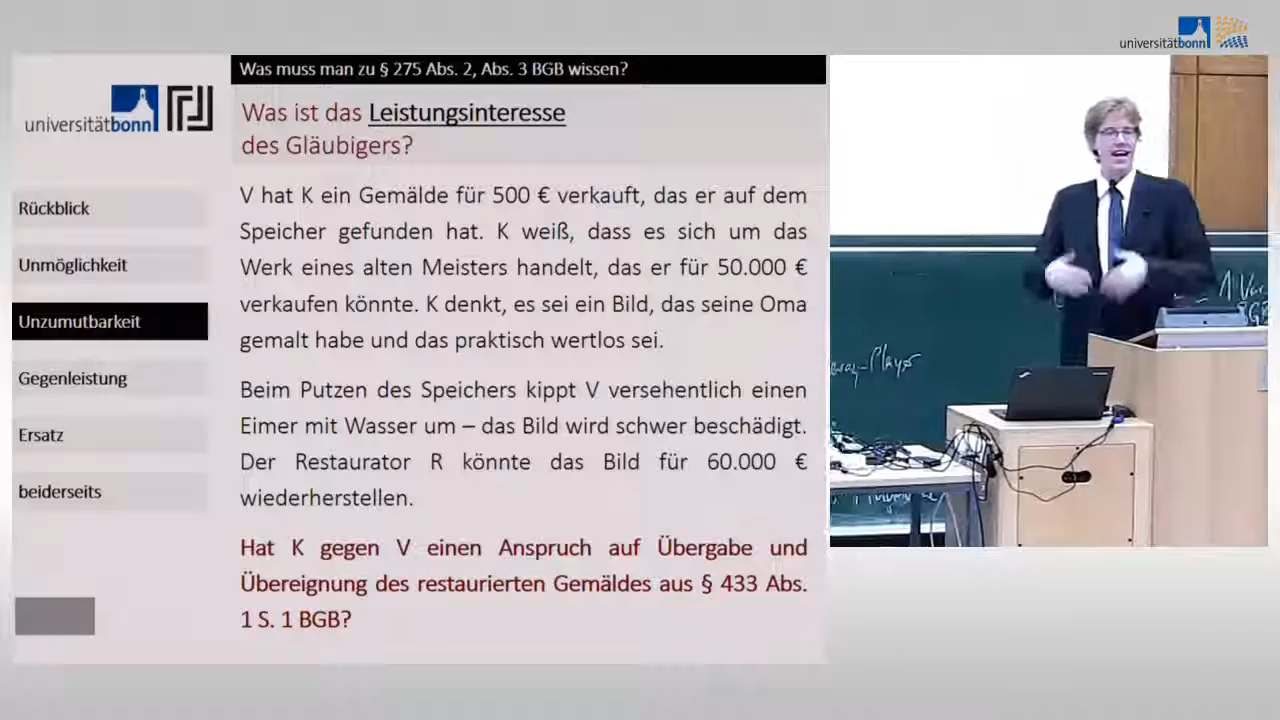 universitätbonn
Was muss man zu § 275 Abs. 2, Abs. 3 BGB wissen?
universitätbonn
Was ist das Leistungsinteresse
des Gläubigers?
Rückblick
Unmöglichkeit
Unzumutbarkeit
Gegenleistung
Ersatz
beiderseits
V hat K ein Gemälde für 500 € verkauft, das er auf dem
Speicher gefunden hat. K weiß, dass es sich um das
Werk eines alten Meisters handelt, das er für 50.000 €
verkaufen könnte. K denkt, es sei ein Bild, das seine Oma
gemalt habe und das praktisch wertlos sei.
Beim Putzen des Speichers kippt V versehentlich einen
Eimer mit Wasser um – das Bild wird schwer beschädigt.
Der Restaurator R könnte das Bild für 60.000 €
wiederherstellen.
Hat K gegen V einen Anspruch auf Übergabe und
Übereignung des restaurierten Gemäldes aus § 433 Abs.
1 S. 1 BGB?